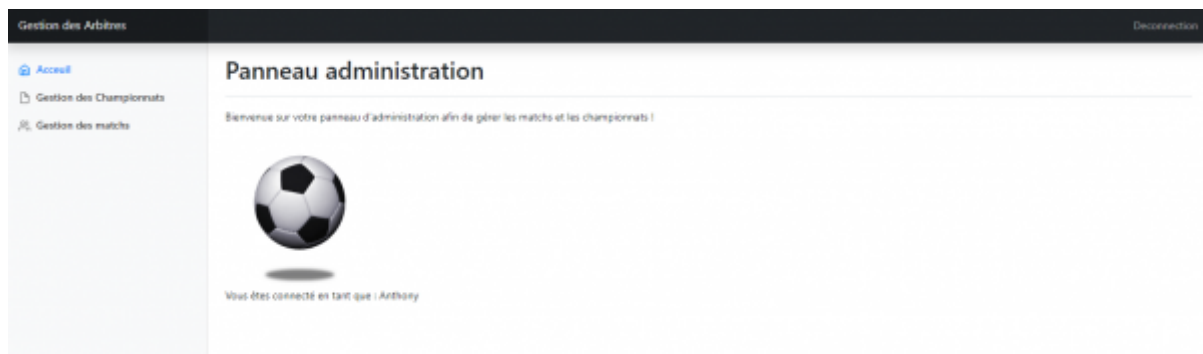 Gestion des Arbitres
Deconnection
Acceuil
Gestion des Championnats
Gestion des matchs
Panneau administration
Bienvenue sur votre panneau d'administration afin de gérer les matchs et les championnats !
Vous êtes connecté en tant que : Anthony